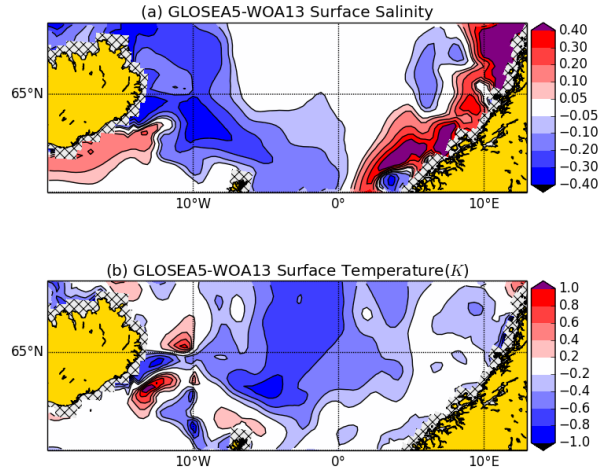 (a) GLOSEA5-WOA13 Surface Salinity
0.40
0.30
0.20
0.10
0.05
−0.05
−0.10
−0.20
−0.30
−0.40
65°N
10°W
0°
10°E
(b) GLOSEA5-WOA13 Surface Temperature(K)
1.0
0.8
0.6
0.4
0.2
−0.2
−0.4
−0.6
−0.8
−1.0
65°N
10°W
0°
10°E